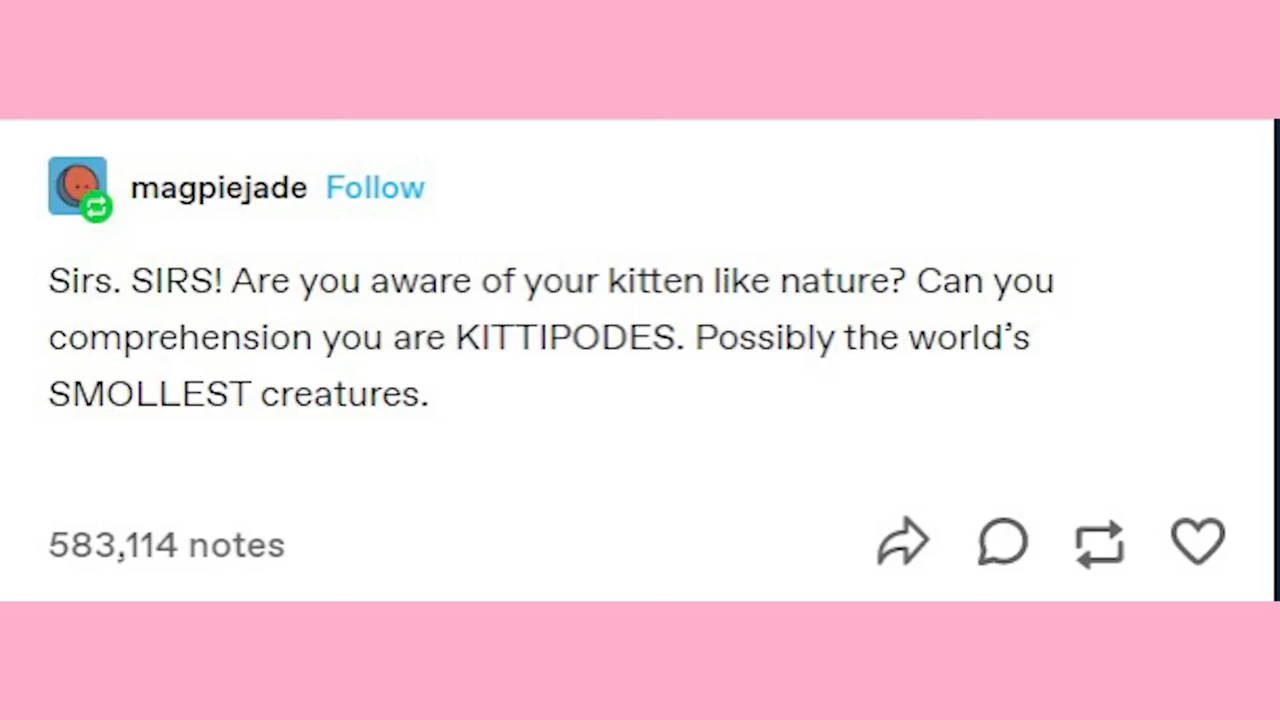 magpiejade Follow
Sirs. SIRS! Are you aware of your kitten like nature? Can you
comprehension you are KITTIPODES. Possibly the world’s
SMOLLEST creatures.
583,114 notes